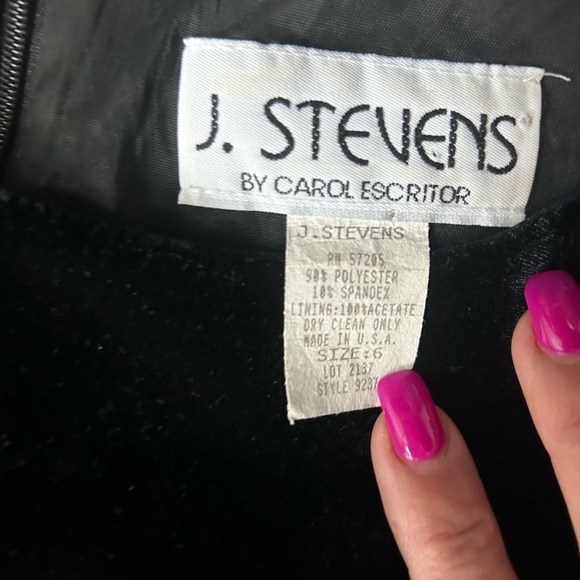 J. STEVENS
BY CAROL ESCRITOR
J.STEVENS
RN 57205
90% POLYESTER
10% SPANDEX
LINING:100%ACETATE
DRY CLEAN ONLY
MADE IN U.S.A.
SIZE:6
LOT 2137
STYLE